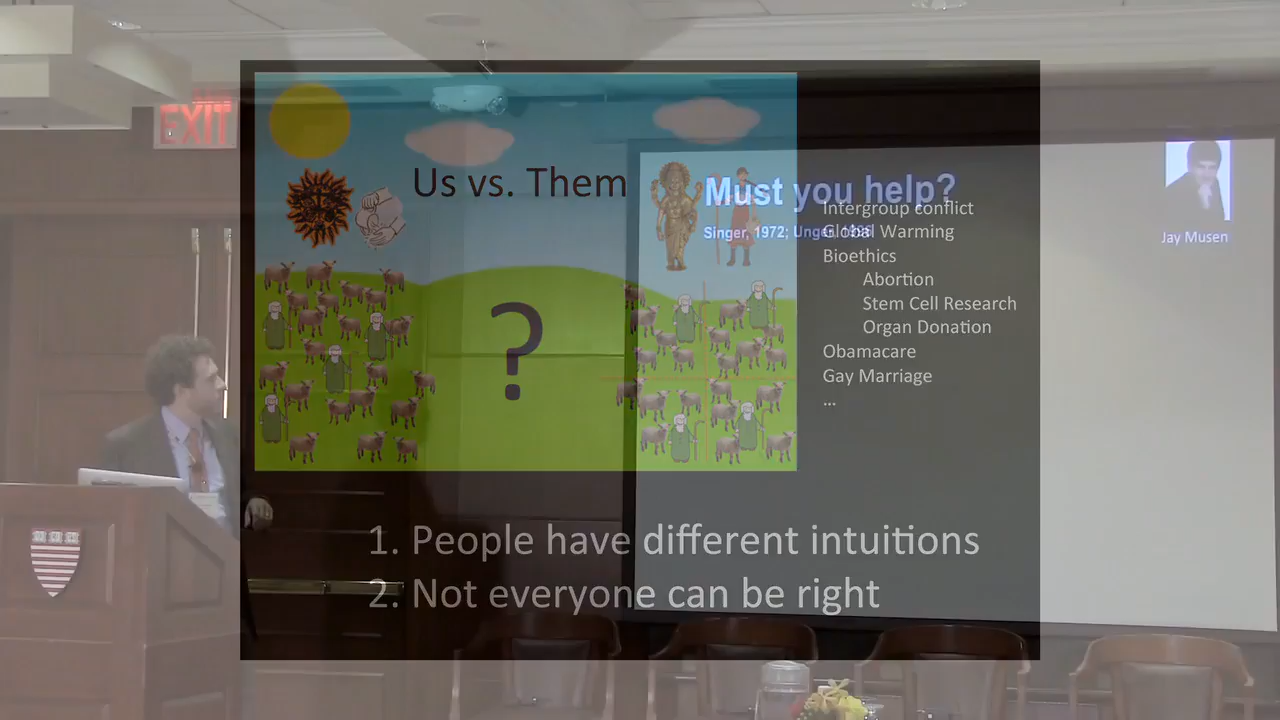 EXIT
Us vs. Them
Must you help?
Singer, 1972; Unger, 1996
Jay Musen
Intergroup conflict
Global Warming
Bioethics
Abortion
Stem Cell Research
Organ Donation
Obamacare
Gay Marriage
...
?
1. People have different intuitions
2. Not everyone can be right